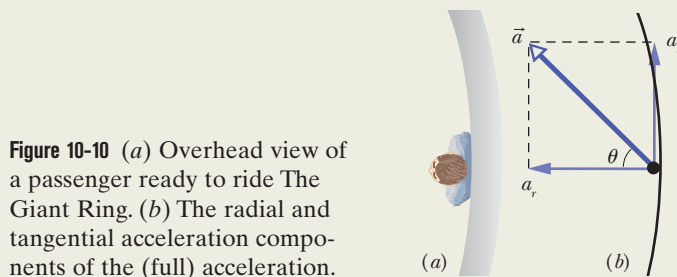 Figure 10-10 (a) Overhead view of
a passenger ready to ride The
Giant Ring. (b) The radial and
tangential acceleration compo-
nents of the (full) acceleration.
a⃗
a
θ
a_r
(a)
(b)